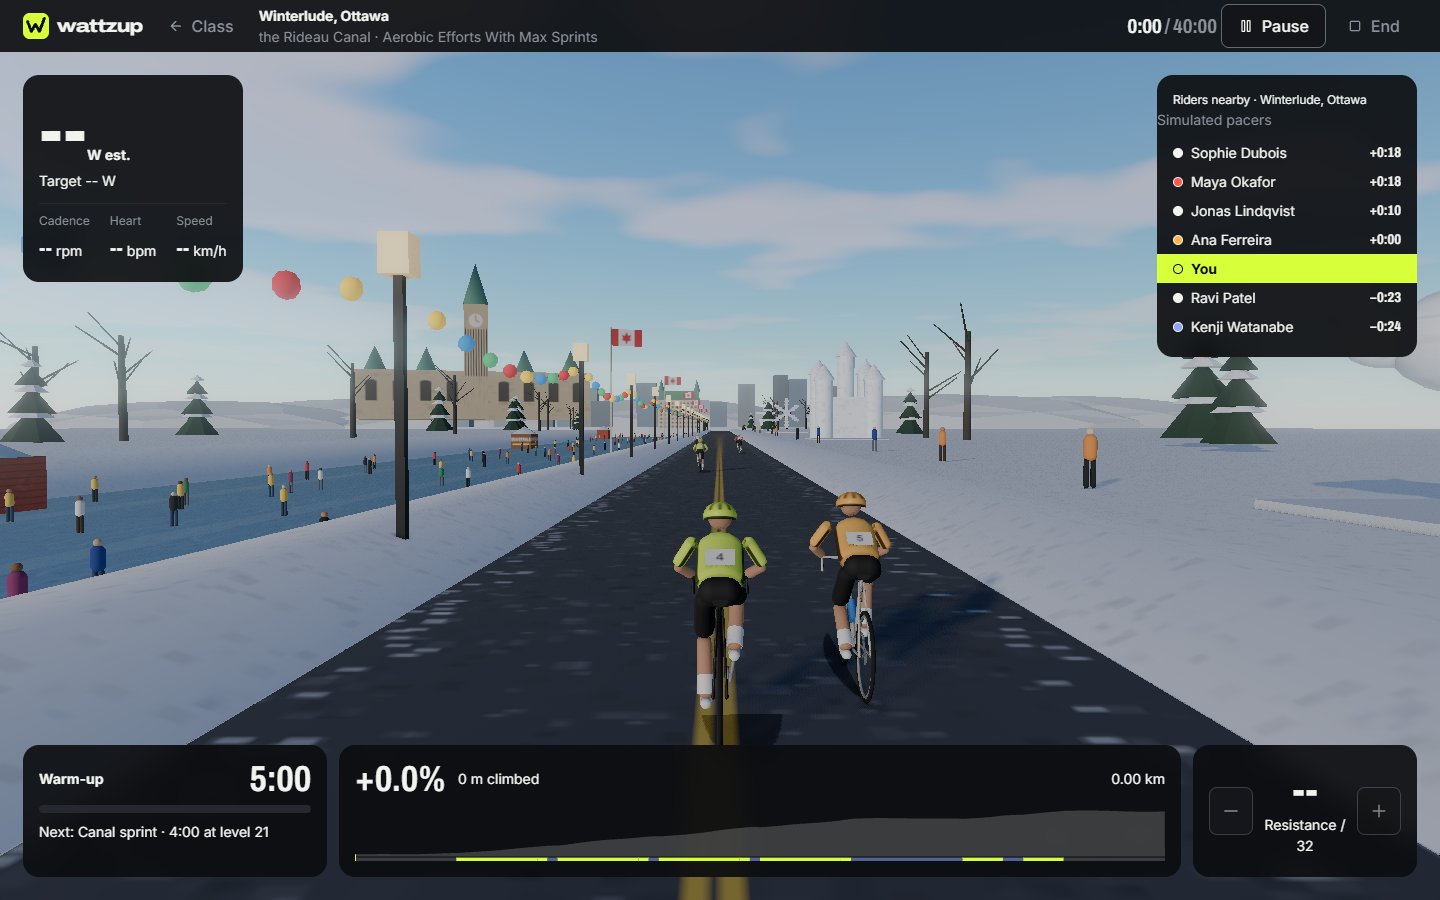 wattzup
Class
Winterlude, Ottawa
the Rideau Canal · Aerobic Efforts With Max Sprints
0:00 / 40:00
Pause
End
--
W est.
Target -- W
Cadence Heart Speed
-- rpm -- bpm -- km/h
Riders nearby · Winterlude, Ottawa
Simulated pacers
Sophie Dubois +0:18
Maya Okafor +0:18
Jonas Lindqvist +0:10
Ana Ferreira +0:00
You
Ravi Patel −0:23
Kenji Watanabe −0:24
4
5
Warm-up 5:00
Next: Canal sprint · 4:00 at level 21
+0.0% 0 m climbed 0.00 km
--
Resistance /
32